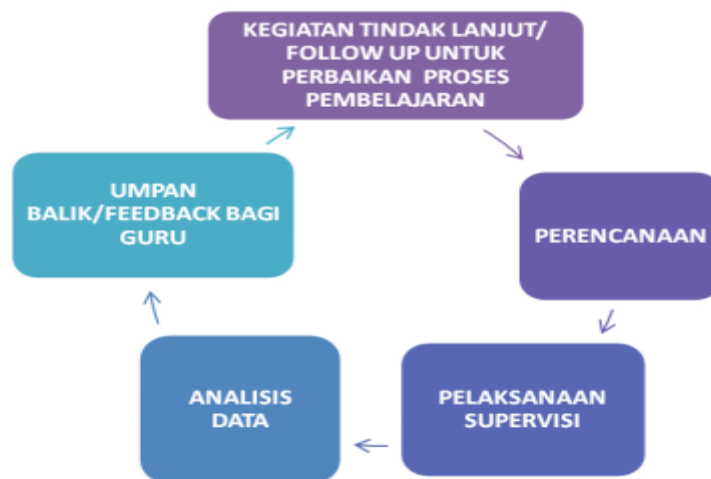 KEGIATAN TINDAK LANJUT/
FOLLOW UP UNTUK
PERBAIKAN PROSES
PEMBELAJARAN
PERENCANAAN
PELAKSANAAN
SUPERVISI
ANALISIS
DATA
UMPAN
BALIK/FEEDBACK BAGI
GURU